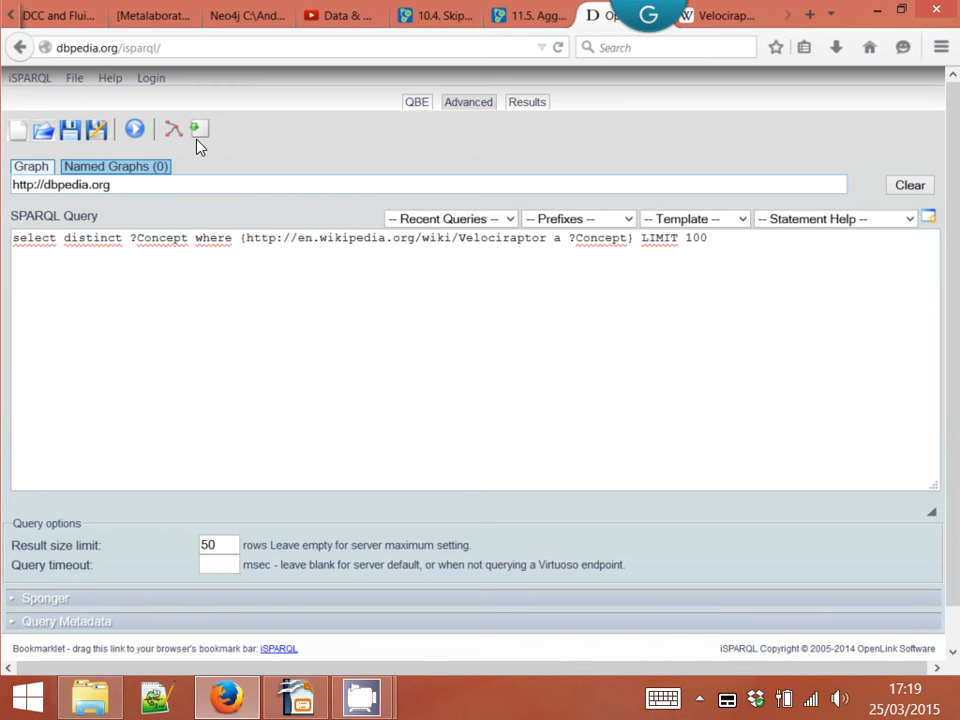 DCC and Flui...
[Metalaborat...
Neo4j C:\And...
Data & ...
10.4. Skip...
11.5. Agg...
D
G
W Velocirap...
dbpedia.org/isparql/
Search
iSPARQL File Help Login
QBE Advanced Results
Graph Named Graphs (0)
http://dbpedia.org
Clear
SPARQL Query
-- Recent Queries --
-- Prefixes --
-- Template --
-- Statement Help --
select distinct ?Concept where {http://en.wikipedia.org/wiki/Velociraptor a ?Concept} LIMIT 100
Query options
Result size limit: 50 rows Leave empty for server maximum setting.
Query timeout: msec - leave blank for server default, or when not querying a Virtuoso endpoint.
Sponger
Query Metadata
Bookmarklet - drag this link to your browser's bookmark bar: iSPARQL
iSPARQL Copyright © 2005-2014 OpenLink Software
17:19
25/03/2015